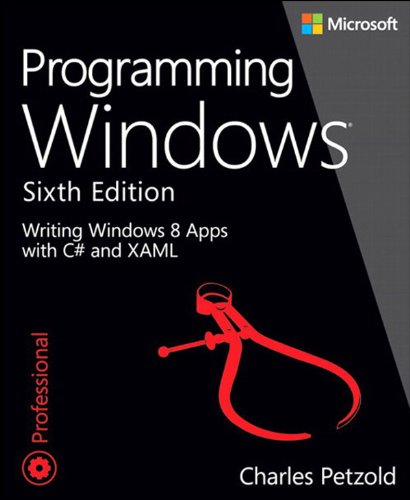 Microsoft
Programming
Windows®
Sixth Edition
Writing Windows 8 Apps
with C# and XAML
Professional
Charles Petzold